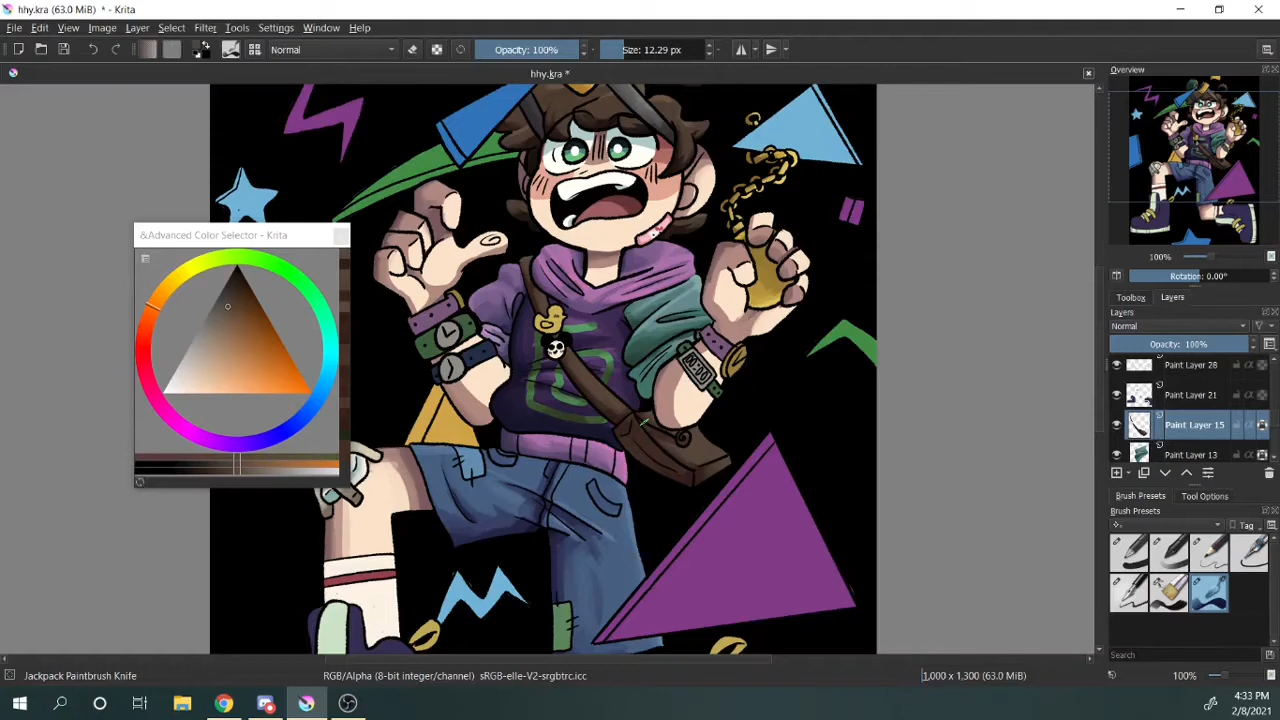 hhy.kra (63.0 MiB) * - Krita
File Edit View Image Layer Select Filter Tools Settings Window Help
Normal Opacity: 100% Size: 12.29 px
hhy.kra * Overview
&Advanced Color Selector - Krita
100%
Rotation: 0.00°
Toolbox Layers
Layers
Normal
Opacity: 100%
Paint Layer 28
Paint Layer 21
Paint Layer 15
Paint Layer 13
00:00
Brush Presets Tool Options
Brush Presets
Tag
Search
Jackpack Paintbrush Knife RGB/Alpha (8-bit integer/channel) sRGB-elle-V2-srgbtrc.icc 1,000 x 1,300 (63.0 MiB) 100%
4:33 PM
2/8/2021